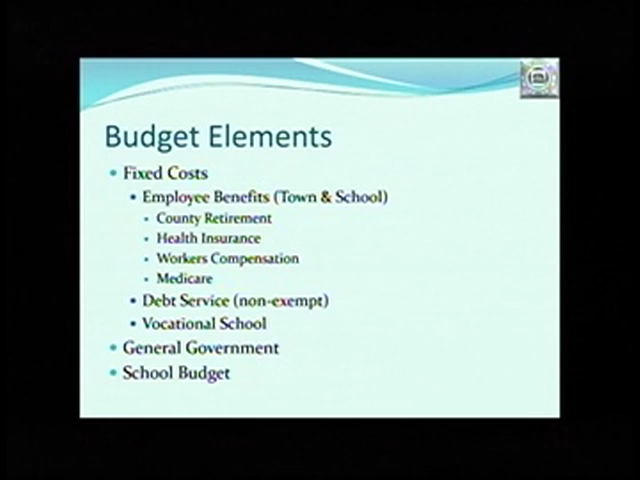 Budget Elements
Fixed Costs
Employee Benefits (Town & School)
County Retirement
Health Insurance
Workers Compensation
Medicare
Debt Service (non-exempt)
Vocational School
General Government
School Budget